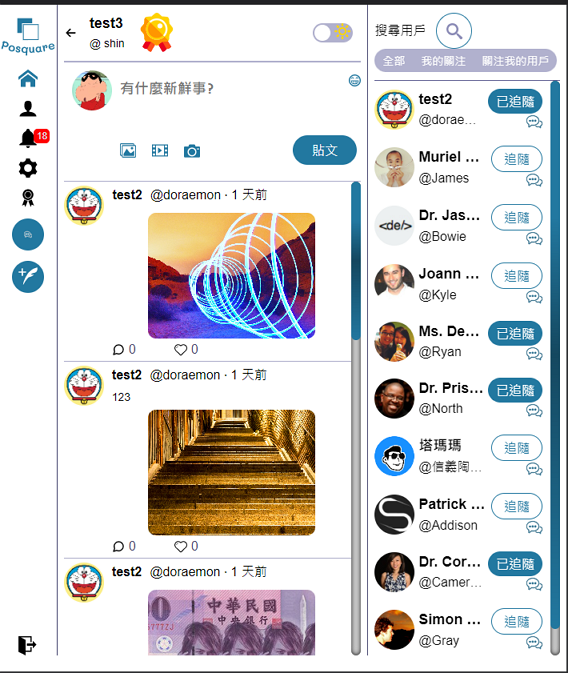 Posquare
18
test3
@ shin
有什麼新鮮事?
貼文
test2 @doraemon · 1 天前
0 0
test2 @doraemon · 1 天前
123
0 0
test2 @doraemon · 1 天前
中華民國
中央銀行
搜尋用戶
全部 我的關注 關注我的用戶
test2
@dorae...
已追隨
Muriel ...
@James
追隨
<de/>
Dr. Jas...
@Bowie
追隨
Joann ...
@Kyle
追隨
Ms. De...
@Ryan
已追隨
Dr. Pris...
@North
已追隨
塔瑪瑪
@信義陶...
追隨
Patrick ...
@Addison
追隨
Dr. Cor...
@Camer...
已追隨
Simon ...
@Gray
追隨